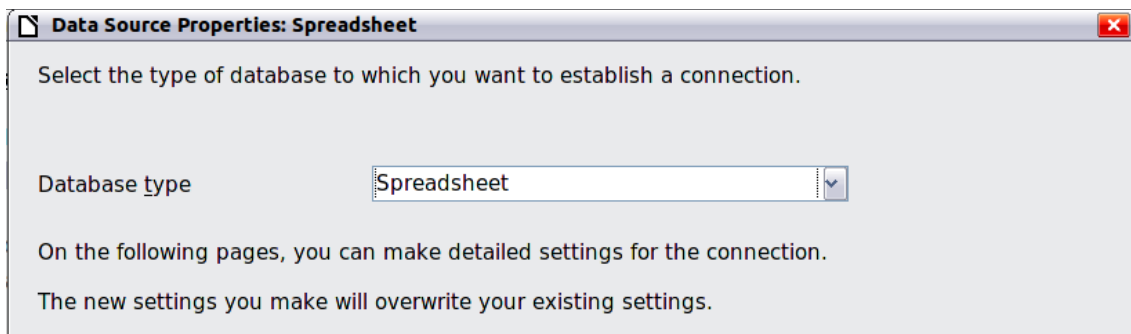 Data Source Properties: Spreadsheet
Select the type of database to which you want to establish a connection.
Database type Spreadsheet
On the following pages, you can make detailed settings for the connection.
The new settings you make will overwrite your existing settings.